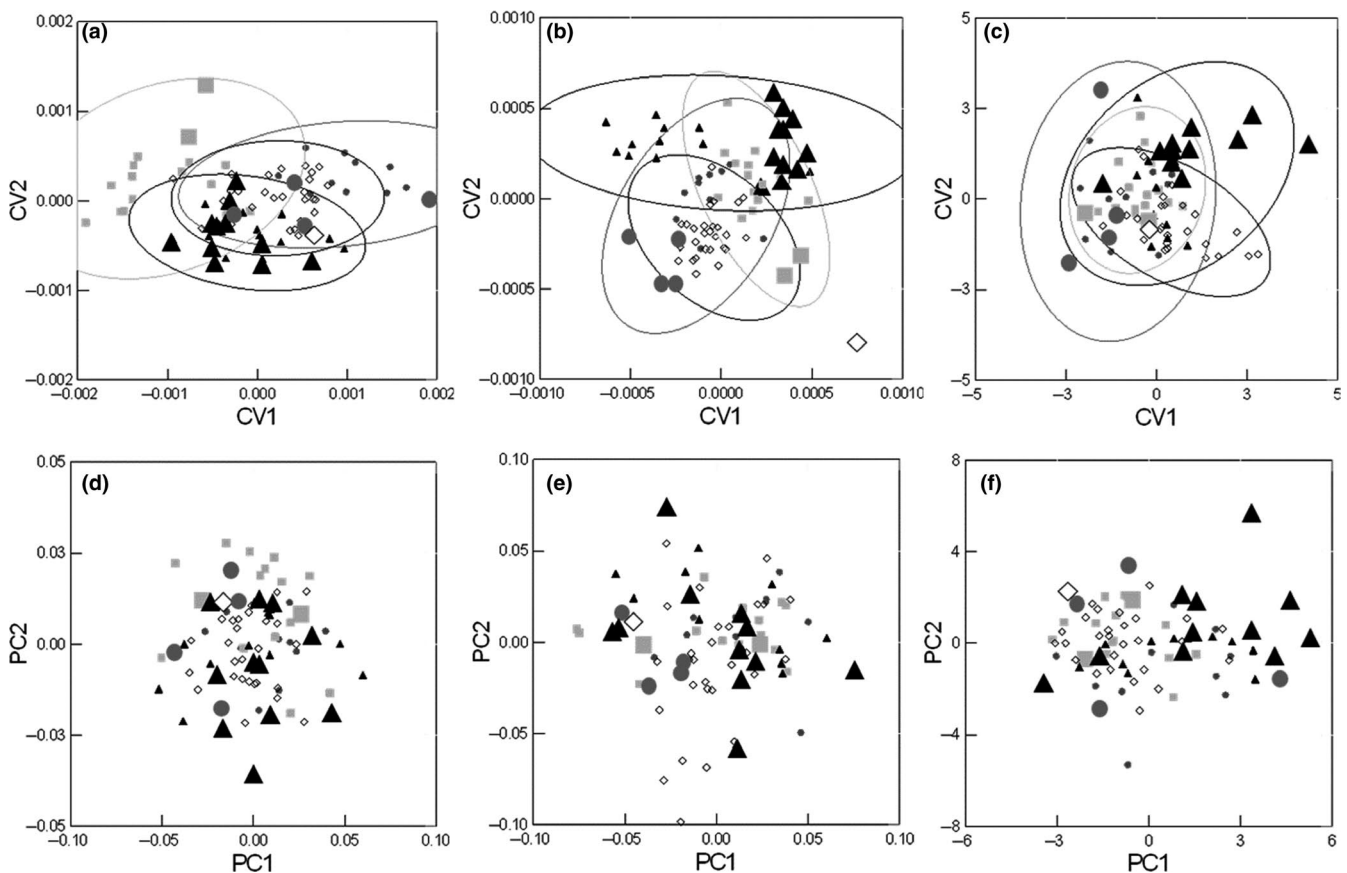 (a)
0.002
0.001
0.000
−0.001
−0.002
CV2
−0.002 −0.001 0.000 0.001 0.002
CV1
(b)
0.0010
0.0005
0.0000
−0.0005
−0.0010
CV2
−0.0010 −0.0005 0.0000 0.0005 0.0010
CV1
(c)
5
3
0
−3
−5
CV2
−5 −3 0 3 5
CV1
(d)
0.05
0.03
0.00
−0.03
−0.05
PC2
−0.10 −0.05 0.00 0.05 0.10
PC1
(e)
0.10
0.05
0.00
−0.05
−0.10
PC2
−0.10 −0.05 0.00 0.05 0.10
PC1
(f)
8
4
0
−4
−8
PC2
−6 −3 0 3 6
PC1